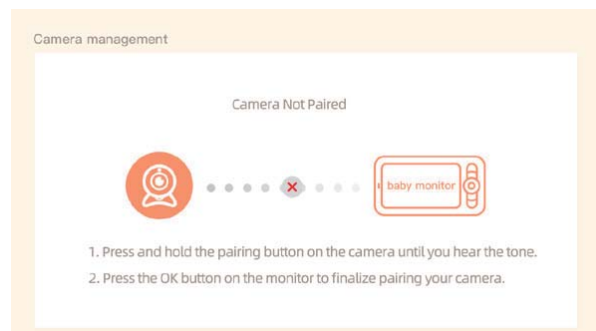 Camera management
Camera Not Paired
baby monitor
1. Press and hold the pairing button on the camera until you hear the tone.
2. Press the OK button on the monitor to finalize pairing your camera.